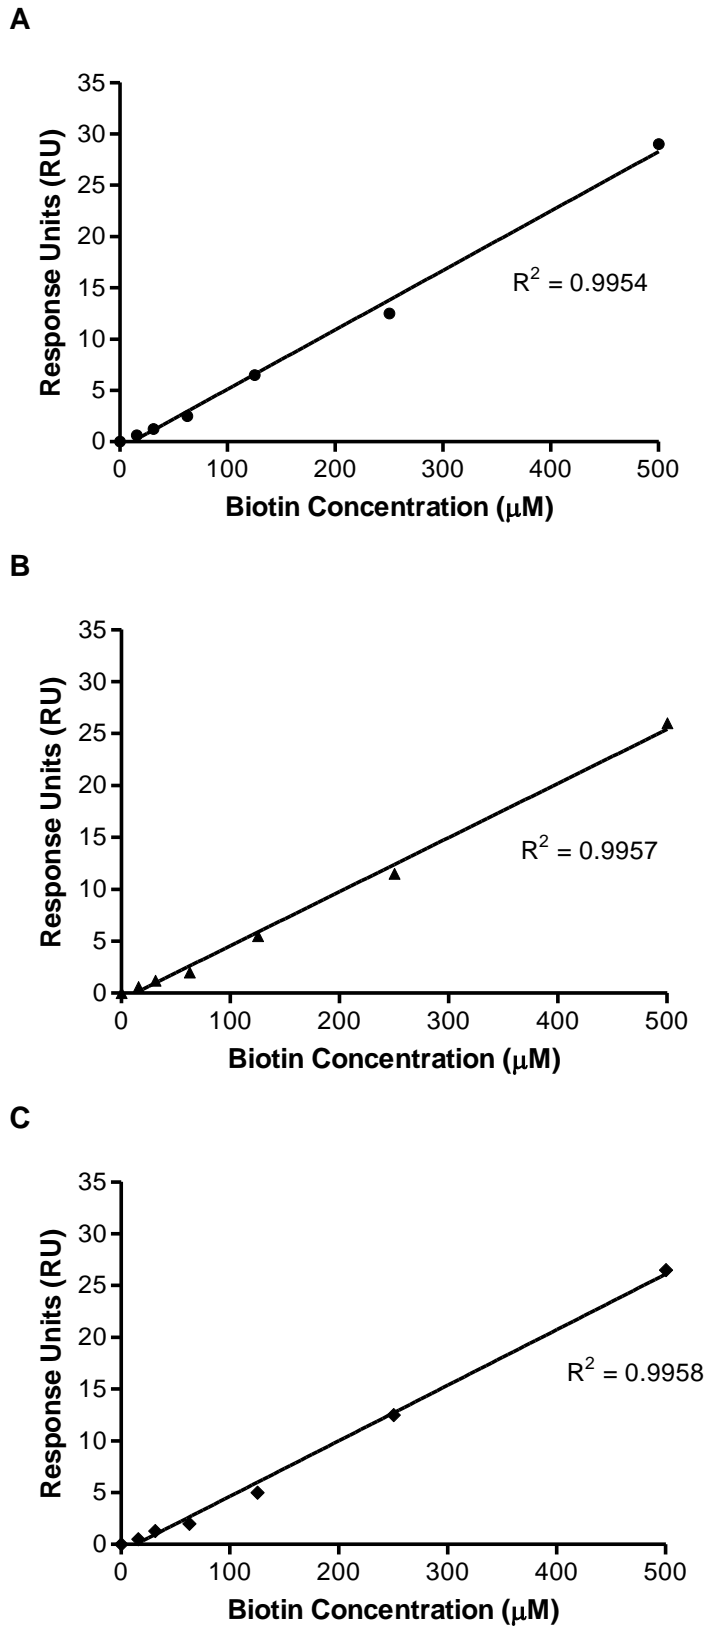 A
35
30
25
20
15
10
5
0
Response Units (RU)
R² = 0.9954
0 100 200 300 400 500
Biotin Concentration (μM)
B
35
30
25
20
15
10
5
0
Response Units (RU)
R² = 0.9957
0 100 200 300 400 500
Biotin Concentration (μM)
C
35
30
25
20
15
10
5
0
Response Units (RU)
R² = 0.9958
0 100 200 300 400 500
Biotin Concentration (μM)